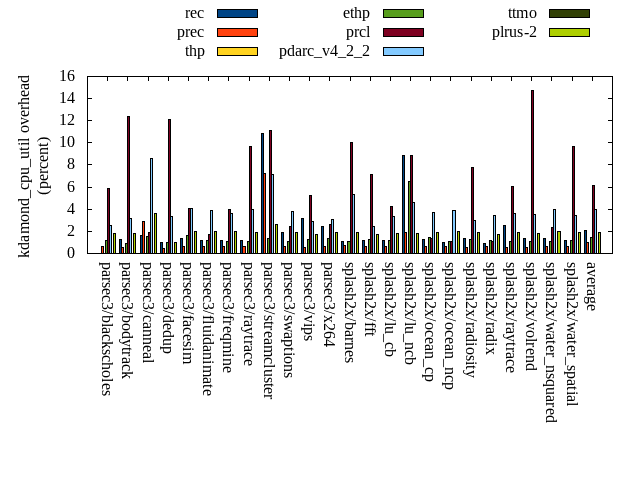 rec
prec
thp
ethp
prcl
pdarc_v4_2_2
ttmo
plrus-2
kdamond_cpu_util overhead
(percent)
16
14
12
10
8
6
4
2
0
parsec3/blackscholes
parsec3/bodytrack
parsec3/canneal
parsec3/dedup
parsec3/facesim
parsec3/fluidanimate
parsec3/freqmine
parsec3/raytrace
parsec3/streamcluster
parsec3/swaptions
parsec3/vips
parsec3/x264
splash2x/barnes
splash2x/fft
splash2x/lu_cb
splash2x/lu_ncb
splash2x/ocean_cp
splash2x/ocean_ncp
splash2x/radiosity
splash2x/radix
splash2x/raytrace
splash2x/volrend
splash2x/water_nsquared
splash2x/water_spatial
average